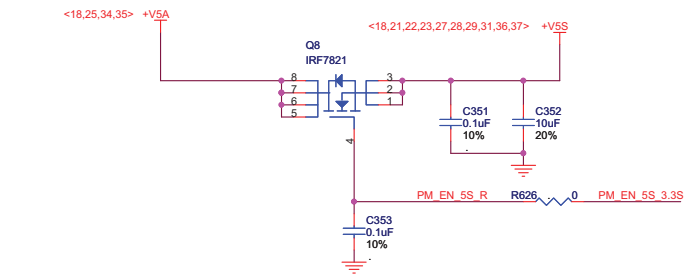 <18,25,34,35> +V5A
<18,21,22,23,27,28,29,31,36,37> +V5S
Q8
IRF7821
8 3
7 2
6 1
5
C351
0.1uF
10%
.
C352
10uF
20%
4
PM_EN_5S_R R626 . 0 PM_EN_5S_3.3S
C353
0.1uF
10%
.